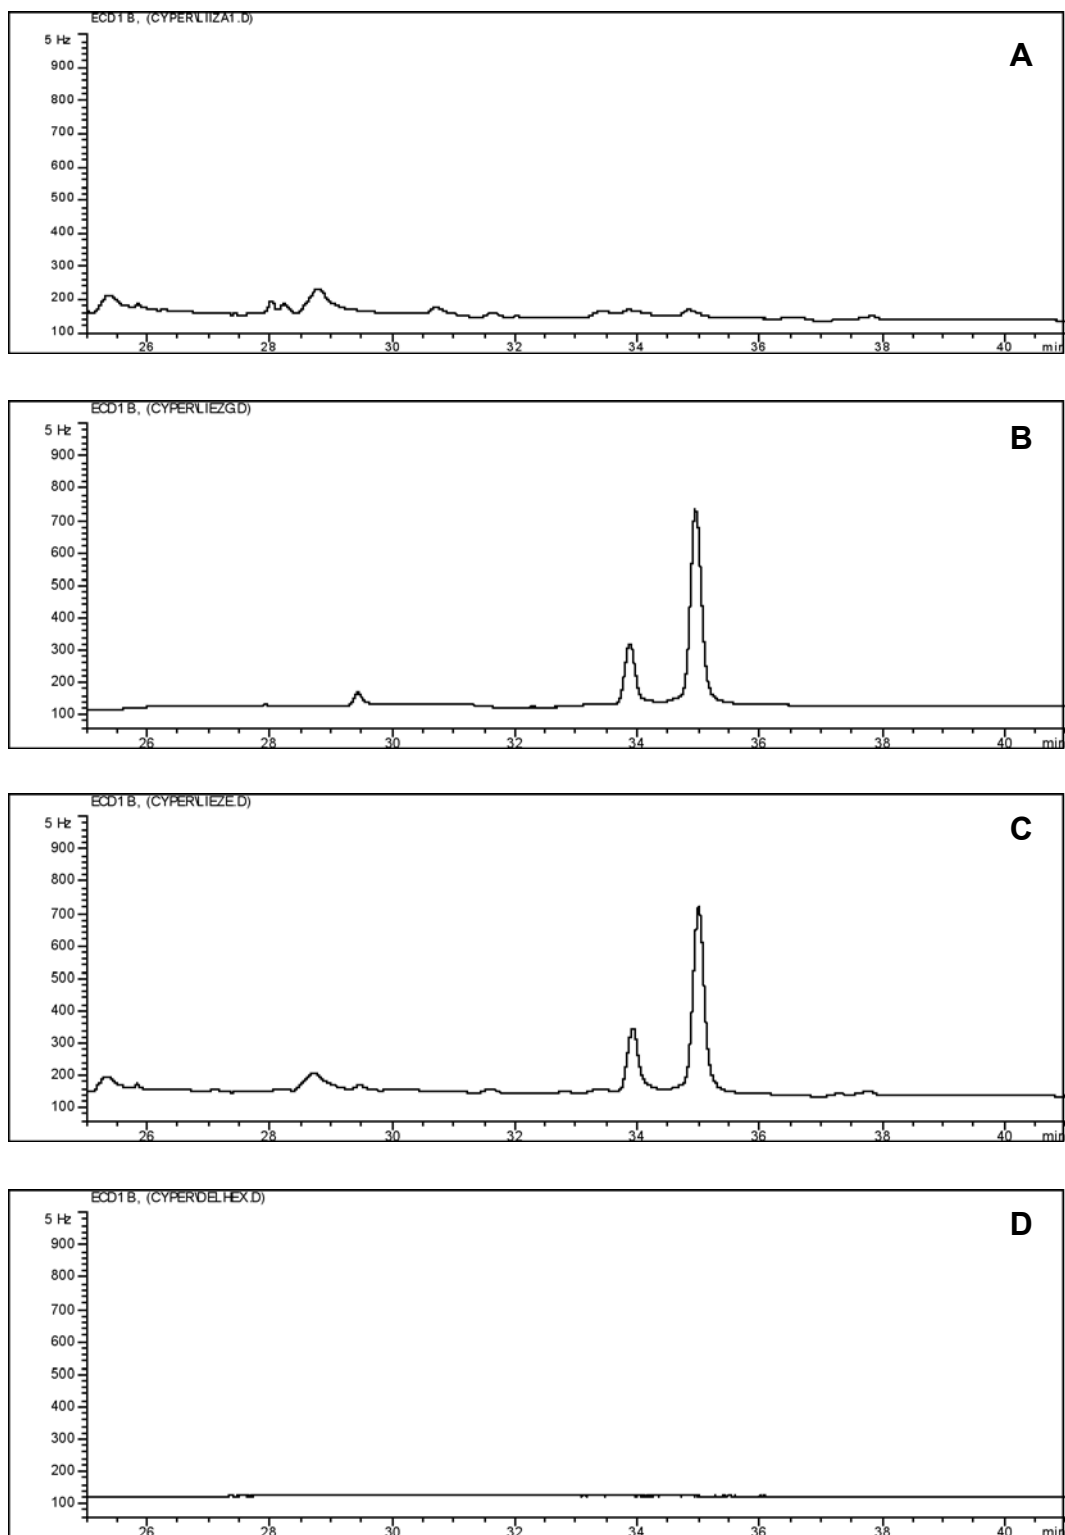 ECD1 B, (CYPER\LIIZA1.D)
5 Hz
A
900
800
700
600
500
400
300
200
100
26 28 30 32 34 36 38 40 min
ECD1 B, (CYPER\LIEZG.D)
5 Hz
B
900
800
700
600
500
400
300
200
100
26 28 30 32 34 36 38 40 min
ECD1 B, (CYPER\LIEZE.D)
5 Hz
C
900
800
700
600
500
400
300
200
100
26 28 30 32 34 36 38 40 min
ECD1 B, (CYPER\DELHEX.D)
5 Hz
D
900
800
700
600
500
400
300
200
100
26 28 30 32 34 36 38 40 min